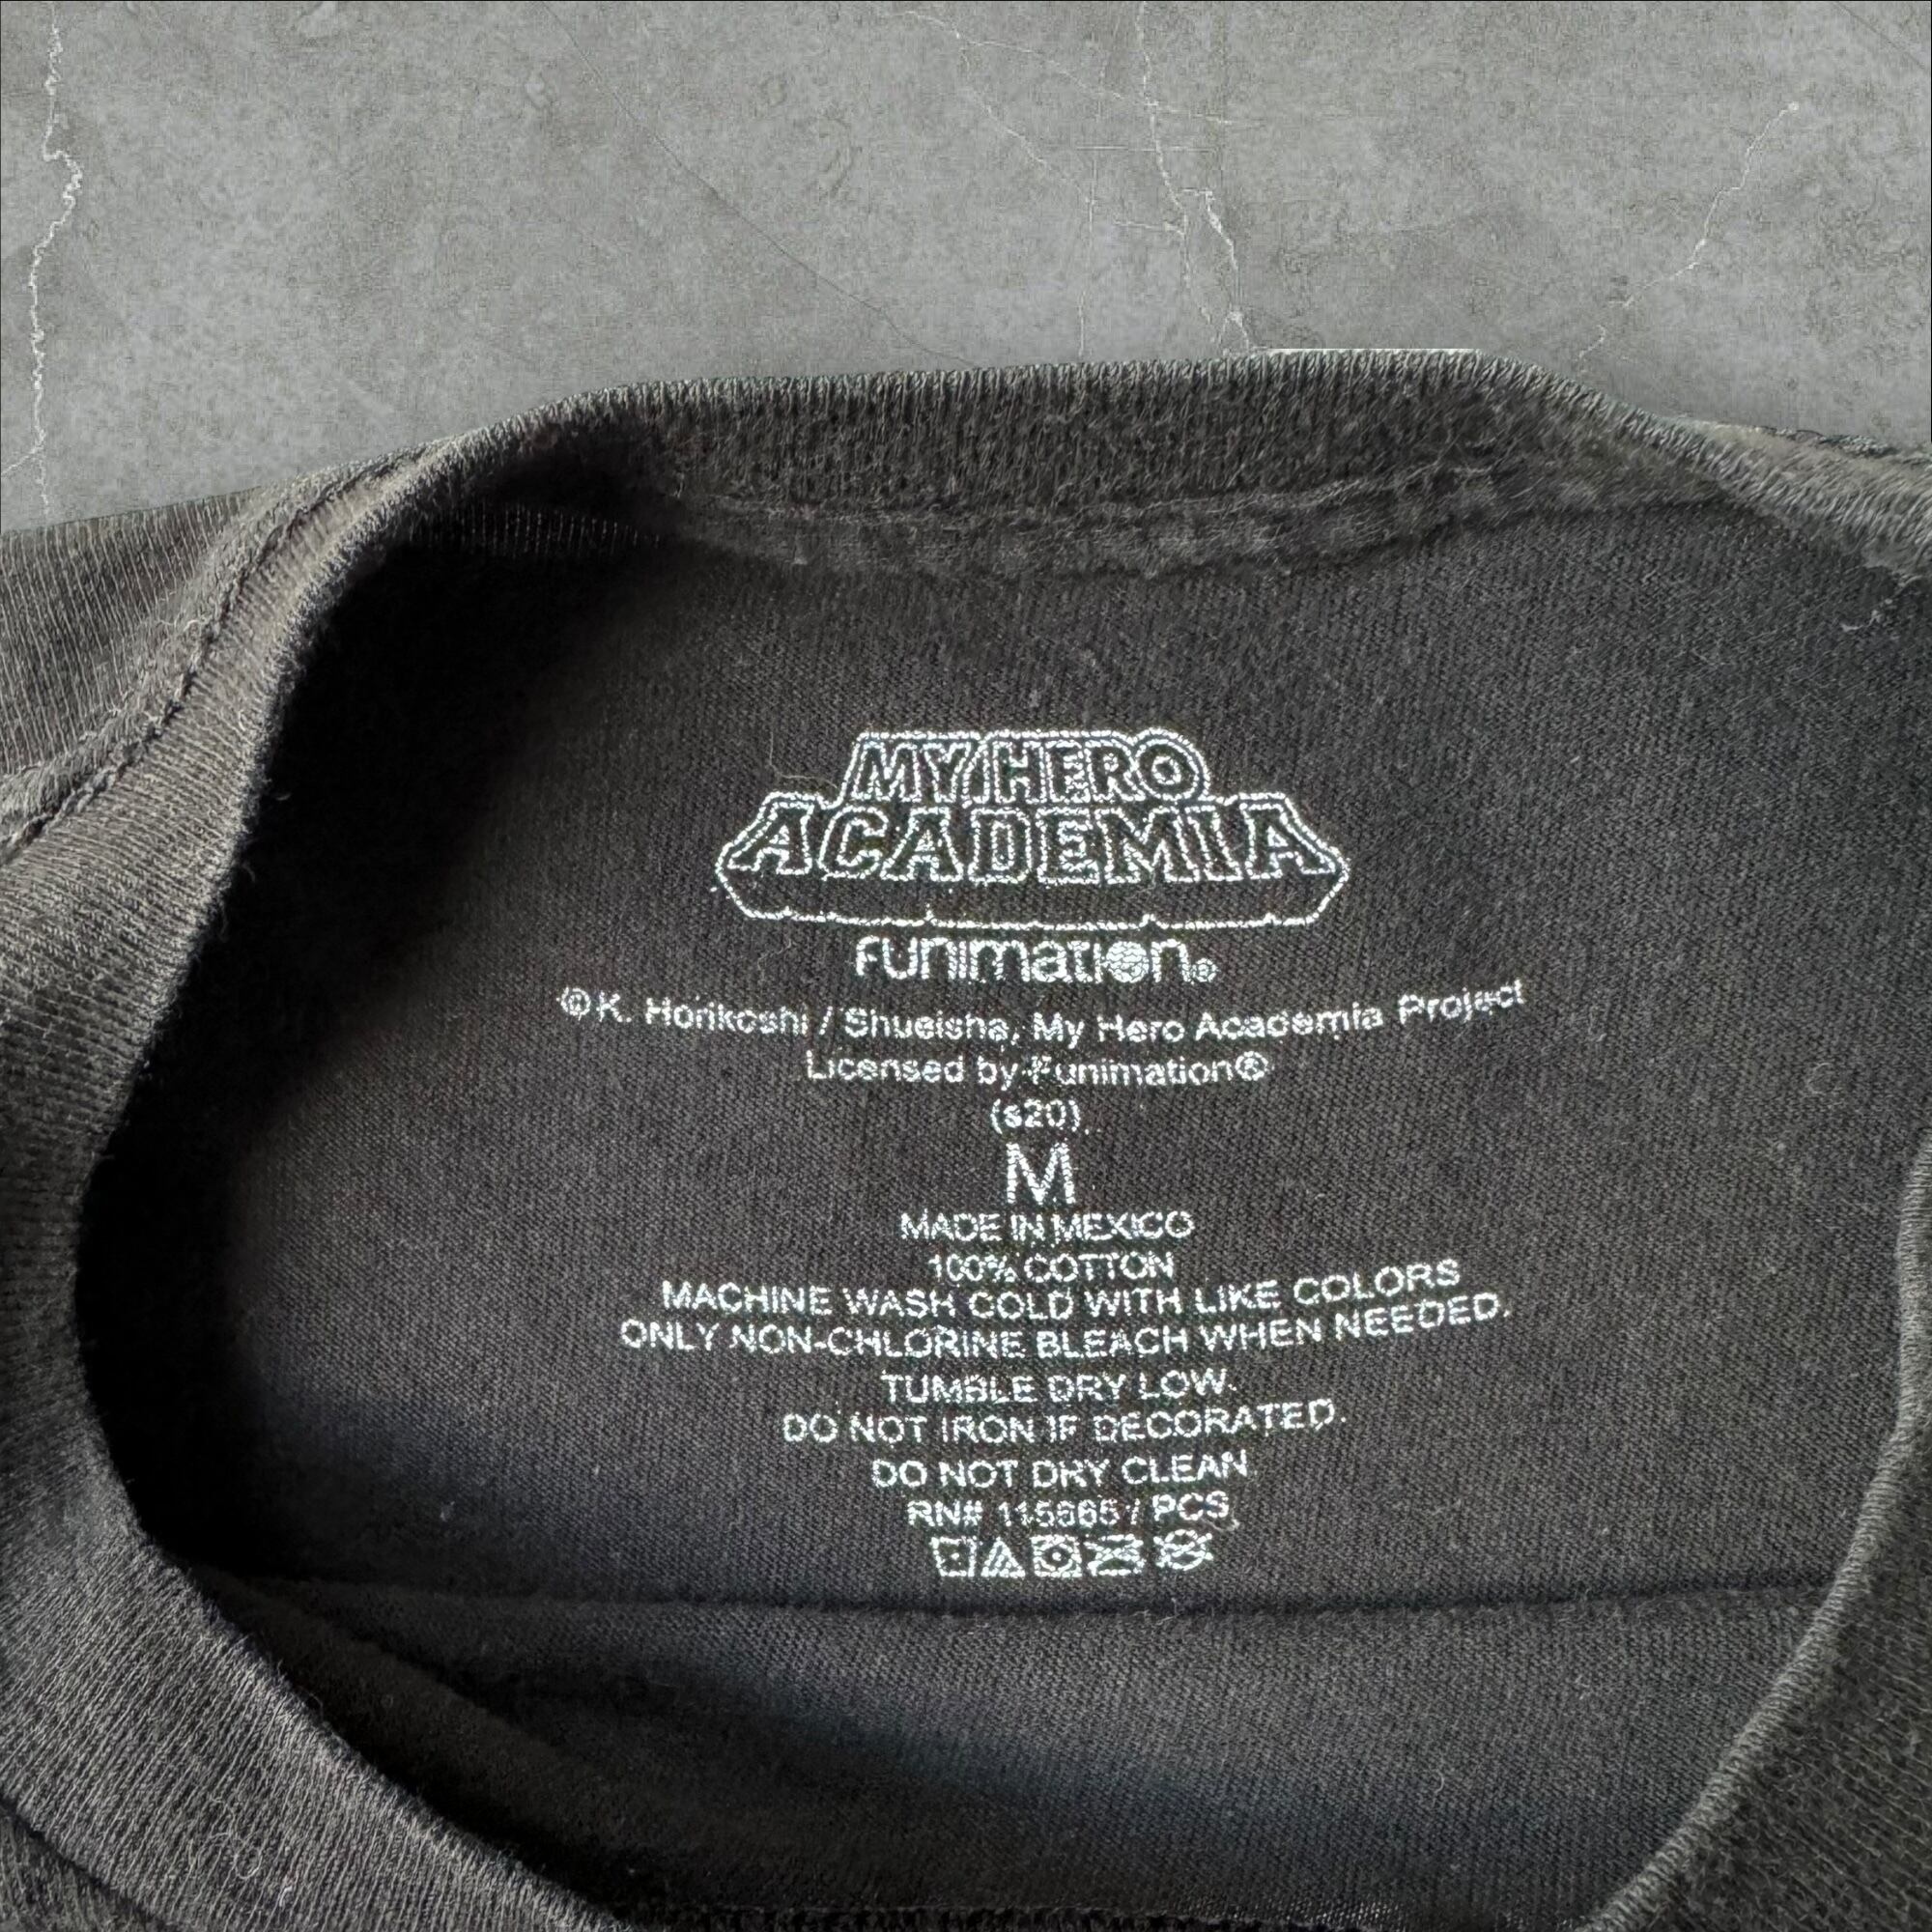 MY HERO
ACADEMIA
FUNimation®
© K. Horikoshi / Shueisha, My Hero Academia Project
Licensed by Funimation®
(s20)
M
MADE IN MEXICO
100% COTTON
MACHINE WASH COLD WITH LIKE COLORS
ONLY NON-CHLORINE BLEACH WHEN NEEDED.
TUMBLE DRY LOW.
DO NOT IRON IF DECORATED.
DO NOT DRY CLEAN.
RN# / PCS